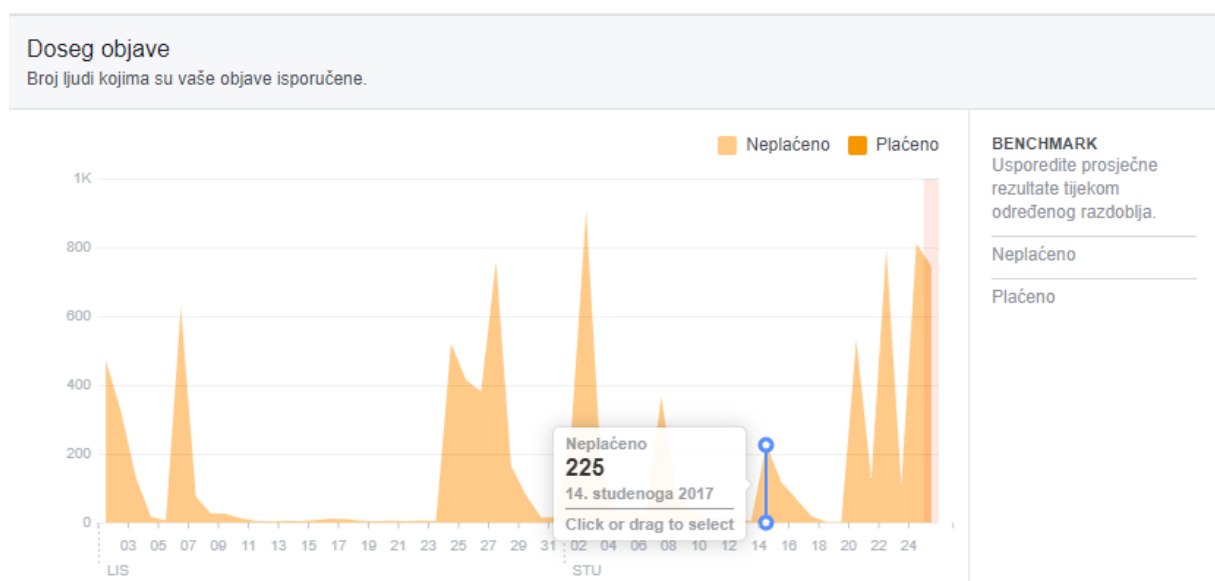 Doseg objave
Broj ljudi kojima su vaše objave isporučene.
Neplaćeno Plaćeno
BENCHMARK
Usporedite prosječne
rezultate tijekom
određenog razdoblja.
Neplaćeno
Plaćeno
1K
800
600
400
200
0
Neplaćeno
225
14. studenoga 2017
Click or drag to select
03 05 07 09 11 13 15 17 19 21 23 25 27 29 31 02 04 06 08 10 12 14 16 18 20 22 24
LIS STU